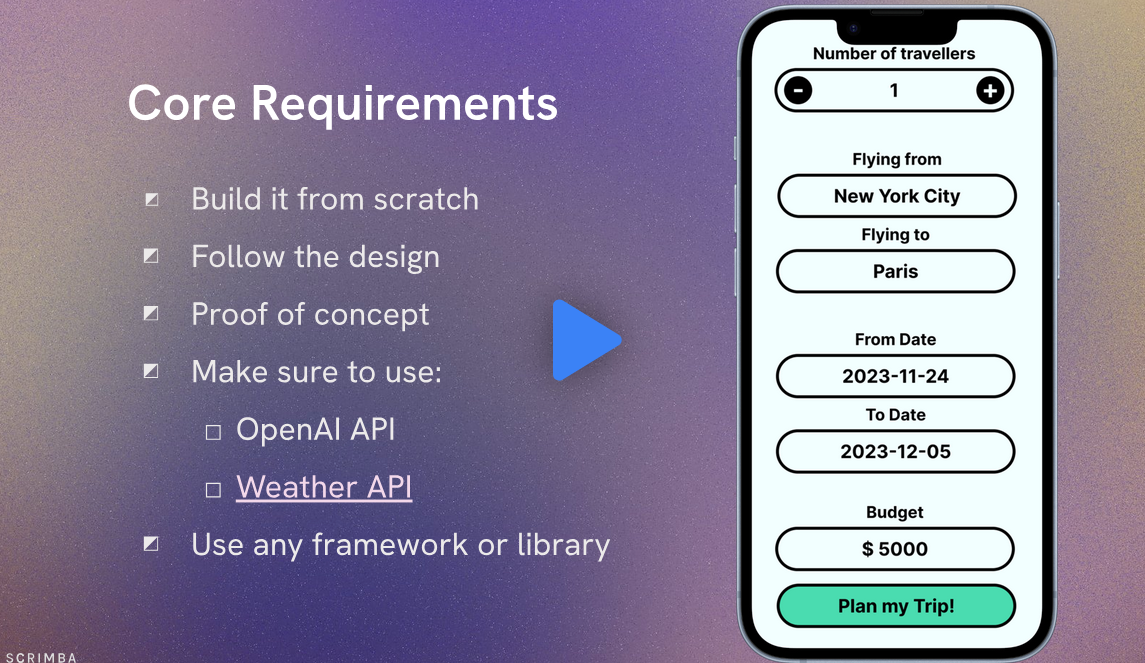 Core Requirements
Build it from scratch
Follow the design
Proof of concept
Make sure to use:
OpenAI API
Weather API
Use any framework or library
SCRIMBA
Number of travellers
- 1 +
Flying from
New York City
Flying to
Paris
From Date
2023-11-24
To Date
2023-12-05
Budget
$ 5000
Plan my Trip!